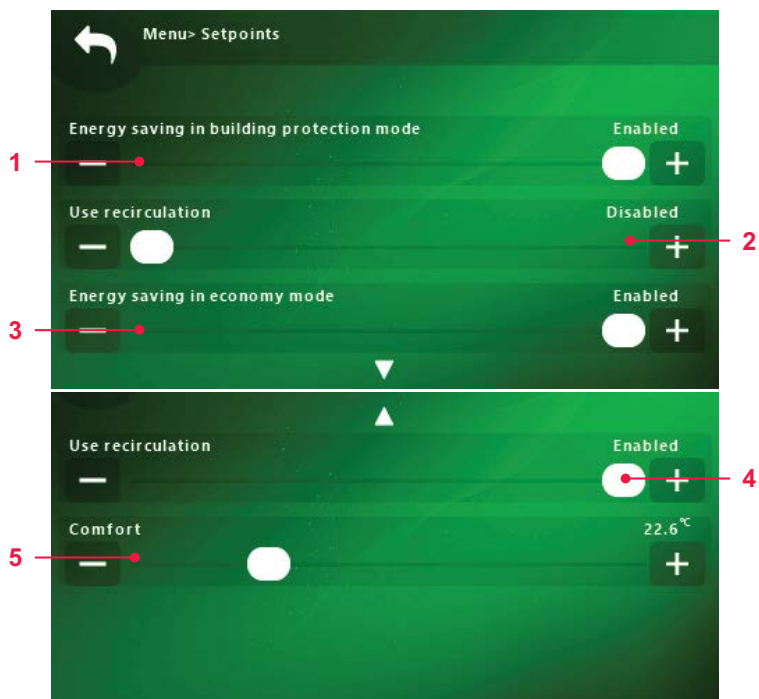 Menu> Setpoints
Energy saving in building protection mode Enabled
1
− +
Use recirculation Disabled
− + 2
Energy saving in economy mode Enabled
3
− +
Use recirculation Enabled
− + 4
Comfort 22.6°C
5
− +